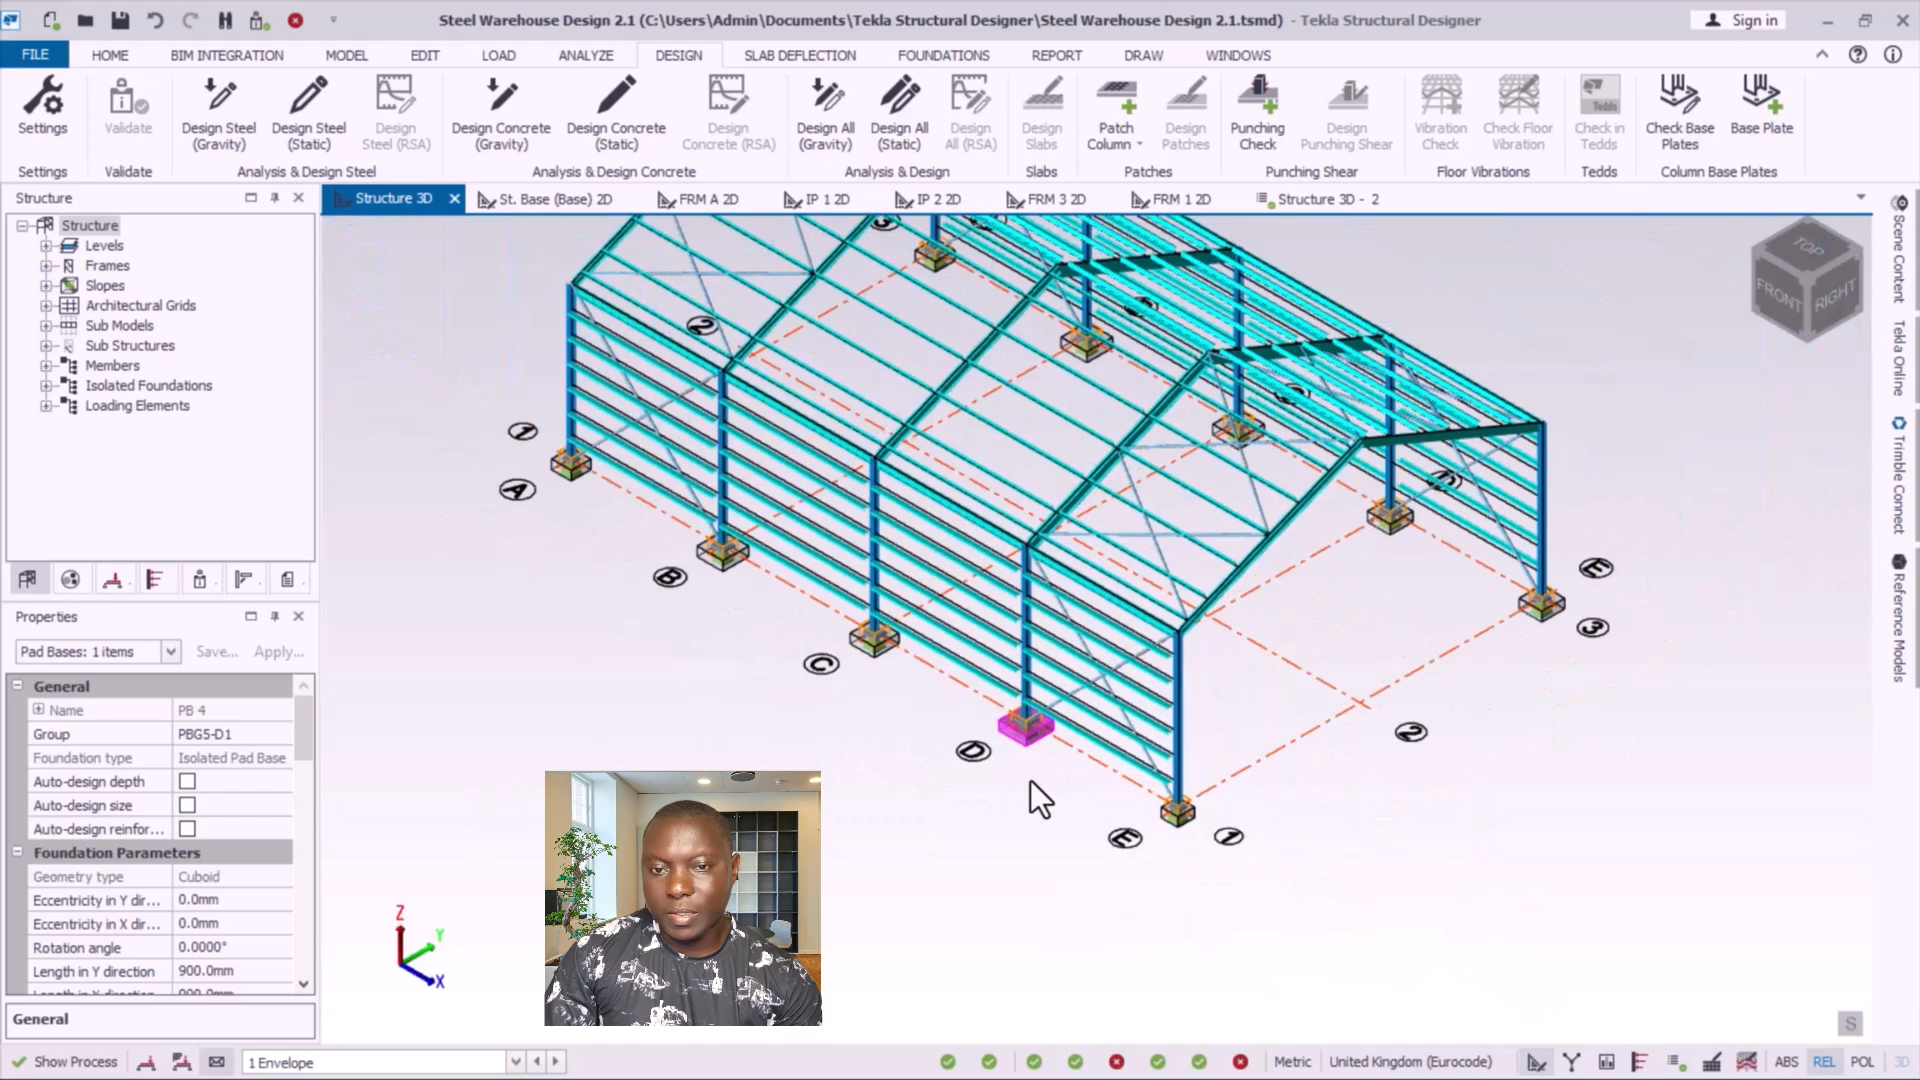 Steel Warehouse Design 2.1 (C:\Users\Admin\Documents\Tekla Structural Designer\Steel Warehouse Design 2.1.tsmd) - Tekla Structural Designer
Sign in
FILE HOME BIM INTEGRATION MODEL EDIT LOAD ANALYZE DESIGN SLAB DEFLECTION FOUNDATIONS REPORT DRAW WINDOWS
Settings
Validate
Design Steel (Gravity)
Design Steel (Static)
Design Steel (RSA)
Design Concrete (Gravity)
Design Concrete (Static)
Design Concrete (RSA)
Design All (Gravity)
Design All (Static)
Design All (RSA)
Design Slabs
Patch Column
Design Patches
Punching Check
Design Punching Shear
Vibration Check
Check Floor Vibration
Tedds
Check in Tedds
Check Base Plates
Base Plate
Settings Validate Analysis & Design Steel Analysis & Design Concrete Analysis & Design Slabs Patches Punching Shear Floor Vibrations Tedds Column Base Plates
Structure
Structure 3D St. Base (Base) 2D FRM A 2D IP 1 2D IP 2 2D FRM 3 2D FRM 1 2D Structure 3D - 2
Structure
Levels
Frames
Slopes
Architectural Grids
Sub Models
Sub Structures
Members
Isolated Foundations
Loading Elements
Properties
Pad Bases: 1 items Save... Apply...
General
Name PB 4
Group PBG5-D1
Foundation type Isolated Pad Base
Auto-design depth
Auto-design size
Auto-design reinfor...
Foundation Parameters
Geometry type Cuboid
Eccentricity in Y dir... 0.0mm
Eccentricity in X dir... 0.0mm
Rotation angle 0.0000°
Length in Y direction 900.0mm
Length in X direction 900.0mm
General
TOP
FRONT RIGHT
3
2
1
A
B
C
D
E
1
2
3
E
D
Z
Y
X
Scene Content
Tekla Online
Trimble Connect
Reference Models
S
Show Process 1 Envelope Metric United Kingdom (Eurocode) ABS REL POL 3D